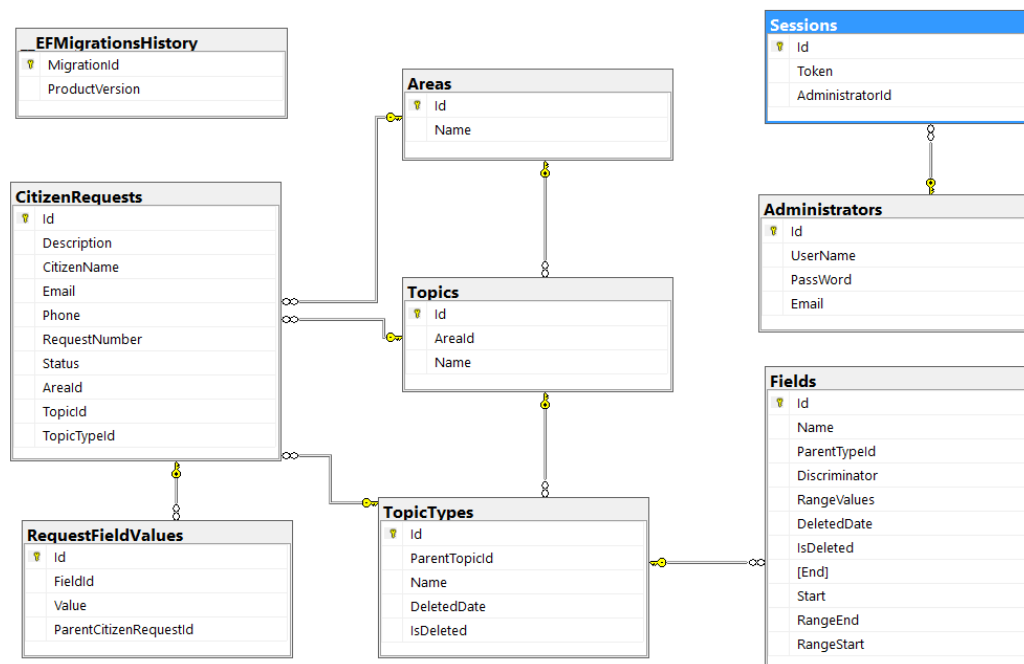 __EFMigrationsHistory
MigrationId
ProductVersion
CitizenRequests
Id
Description
CitizenName
Email
Phone
RequestNumber
Status
AreaId
TopicId
TopicTypeId
RequestFieldValues
Id
FieldId
Value
ParentCitizenRequestId
Areas
Id
Name
Topics
Id
AreaId
Name
TopicTypes
Id
ParentTopicId
Name
DeletedDate
IsDeleted
Sessions
Id
Token
AdministratorId
Administrators
Id
UserName
PassWord
Email
Fields
Id
Name
ParentTypeId
Discriminator
RangeValues
DeletedDate
IsDeleted
[End]
Start
RangeEnd
RangeStart